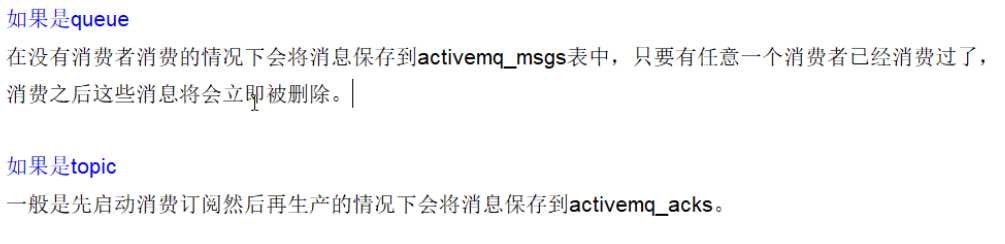 如果是queue
在没有消费者消费的情况下会将消息保存到activemq_msgs表中，只要有任意一个消费者已经消费过了，
消费之后这些消息将会立即被删除。
如果是topic
一般是先启动消费订阅然后再生产的情况下会将消息保存到activemq_acks。